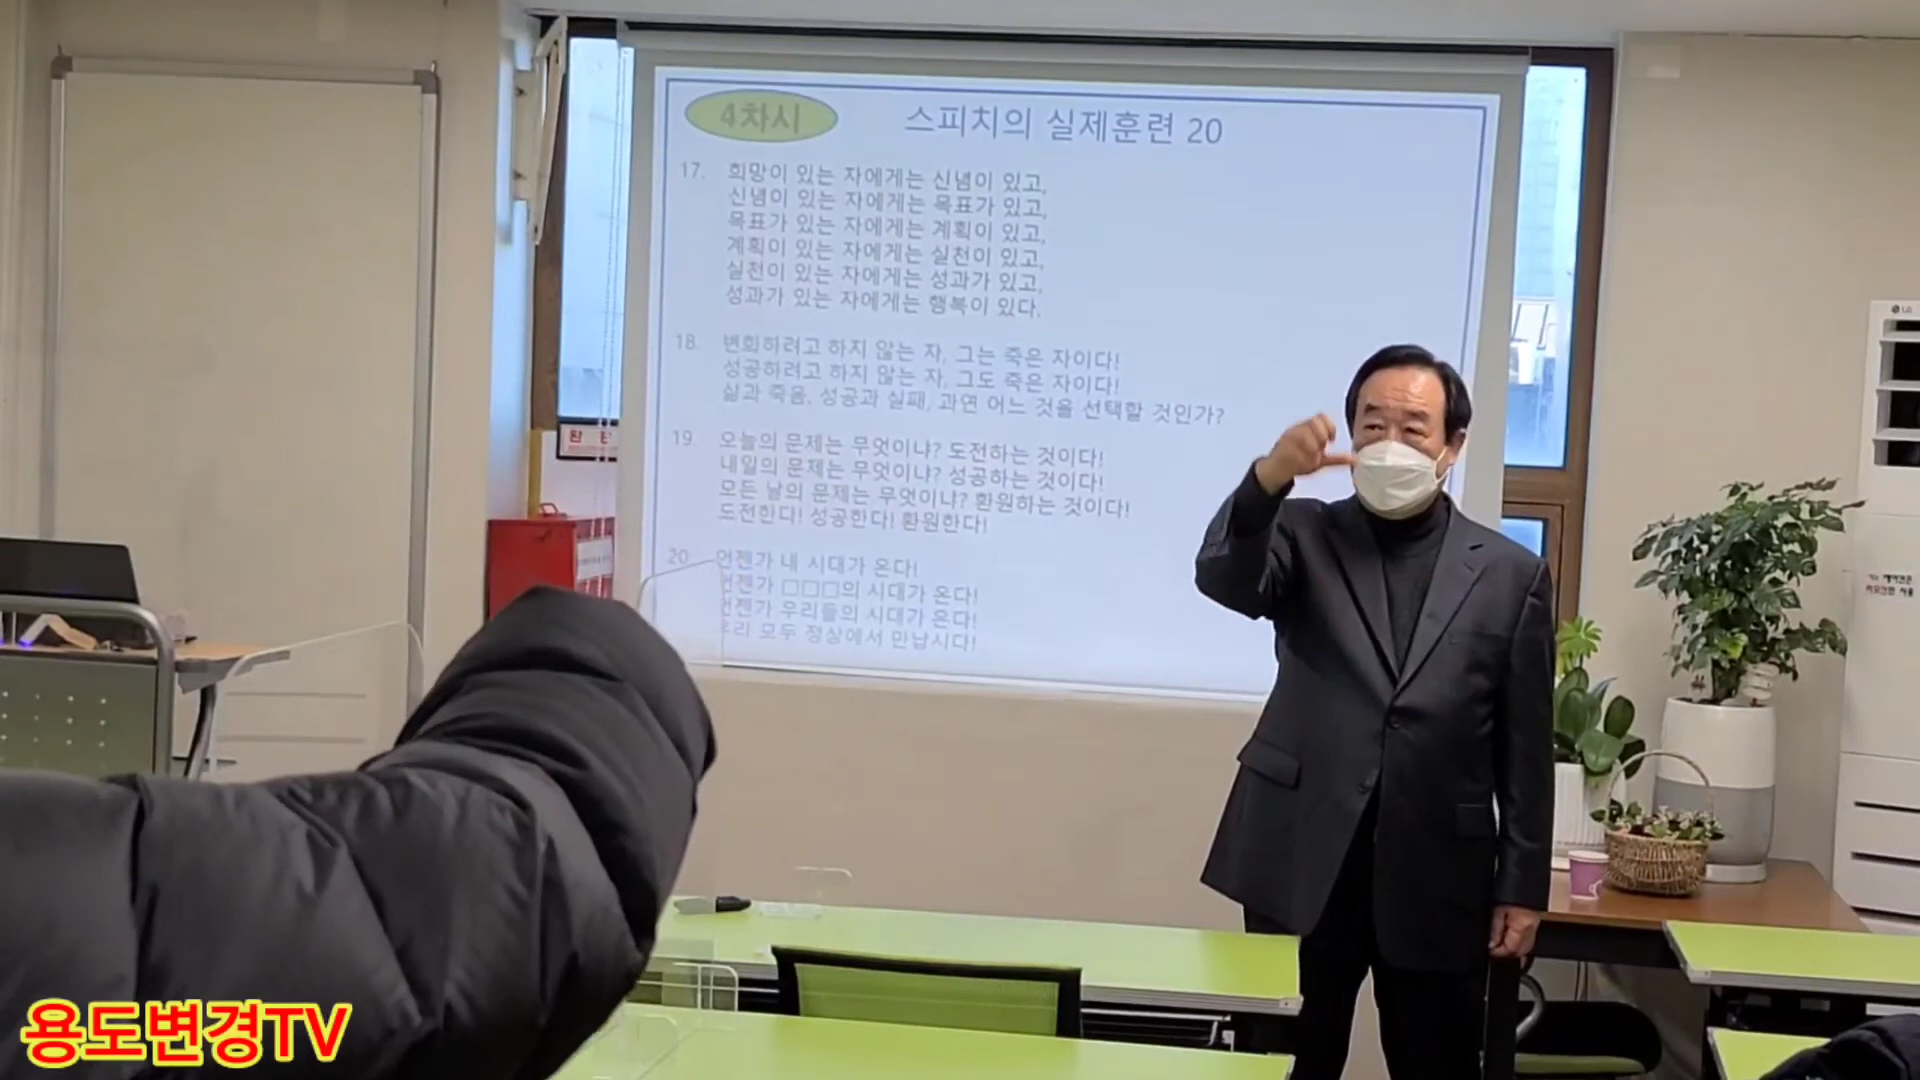 4차시
스피치의 실제훈련 20
17. 희망이 있는 자에게는 신념이 있고,
신념이 있는 자에게는 목표가 있고,
목표가 있는 자에게는 계획이 있고,
계획이 있는 자에게는 실천이 있고,
실천이 있는 자에게는 성과가 있고,
성과가 있는 자에게는 행복이 있다.
18. 변화하려고 하지 않는 자, 그는 죽은 자이다!
성공하려고 하지 않는 자, 그도 죽은 자이다!
삶과 죽음, 성공과 실패, 과연 어느 것을 선택할 것인가?
19. 오늘의 문제는 무엇이냐? 도전하는 것이다!
내일의 문제는 무엇이냐? 성공하는 것이다!
모든 날의 문제는 무엇이냐? 환원하는 것이다!
도전한다! 성공한다! 환원한다!
20. 언젠가 내 시대가 온다!
언젠가 □□□의 시대가 온다!
언젠가 우리들의 시대가 온다!
우리 모두 정상에서 만납시다!
LG
용도변경TV